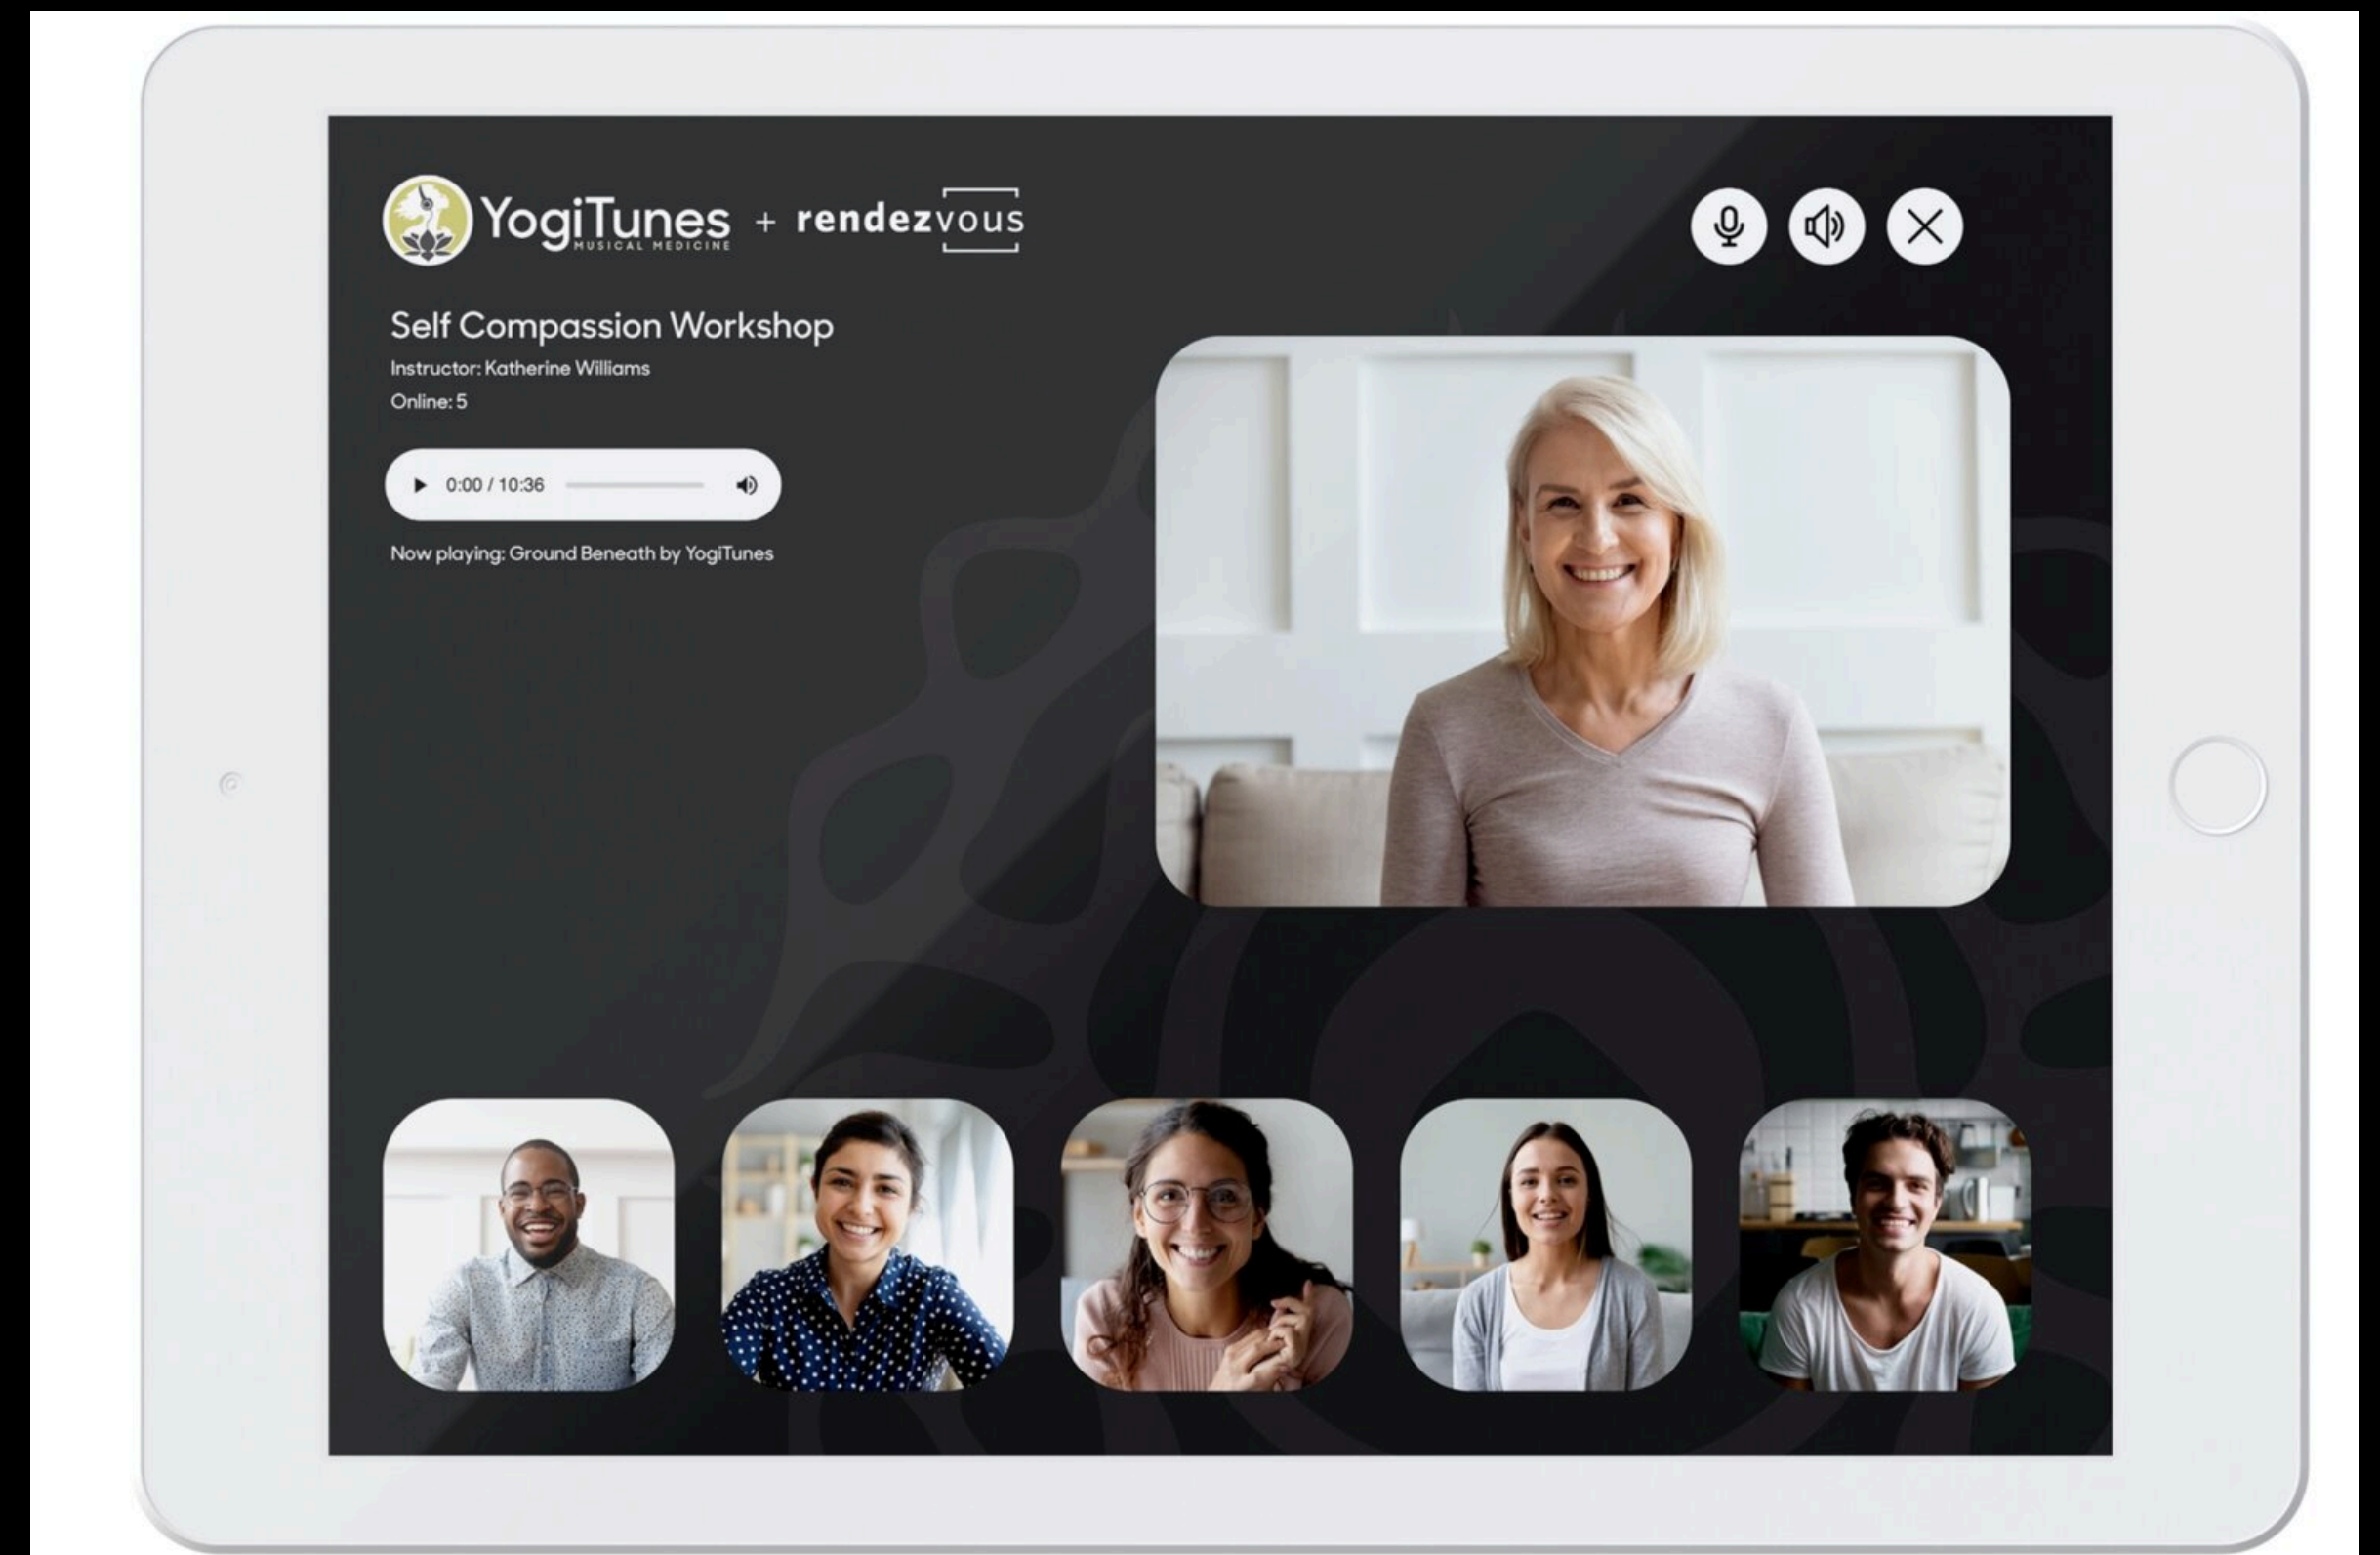 YogiTunes + rendezvous
MUSICAL MEDICINE
Self Compassion Workshop
Instructor: Katherine Williams
Online: 5
0:00 / 10:36
Now playing: Ground Beneath by YogiTunes